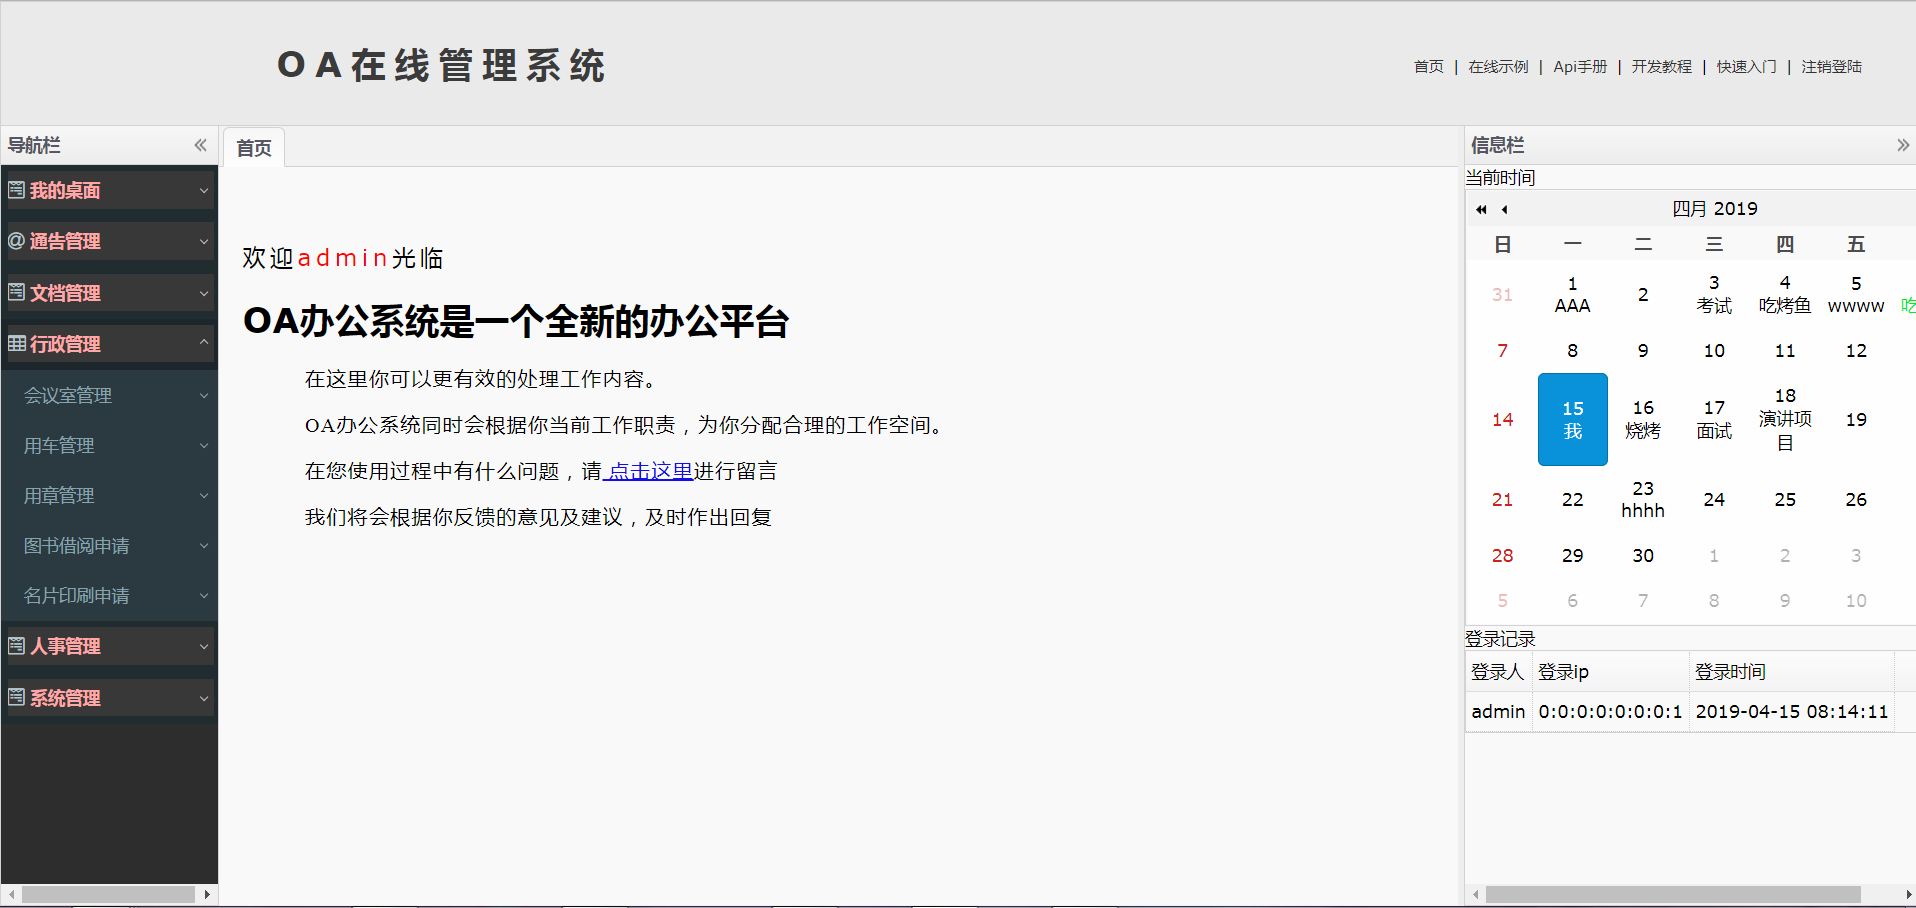 OA在线管理系统
首页 | 在线示例 | Api手册 | 开发教程 | 快速入门 | 注销登陆
导航栏
我的桌面
通告管理
文档管理
行政管理
会议室管理
用车管理
用章管理
图书借阅申请
名片印刷申请
人事管理
系统管理
首页
欢迎admin光临
OA办公系统是一个全新的办公平台
在这里你可以更有效的处理工作内容。
OA办公系统同时会根据你当前工作职责，为你分配合理的工作空间。
在您使用过程中有什么问题，请 点击这里进行留言
我们将会根据你反馈的意见及建议，及时作出回复
信息栏
当前时间
四月 2019
日 一 二 三 四 五
31 1 2 3 4 5
AAA 考试 吃烤鱼 wwww 吃
7 8 9 10 11 12
14 15 16 17 18 19
我 烧烤 面试 演讲项
目
21 22 23 24 25 26
hhhh
28 29 30 1 2 3
5 6 7 8 9 10
登录记录
登录人 登录ip 登录时间
admin 0:0:0:0:0:0:0:1 2019-04-15 08:14:11